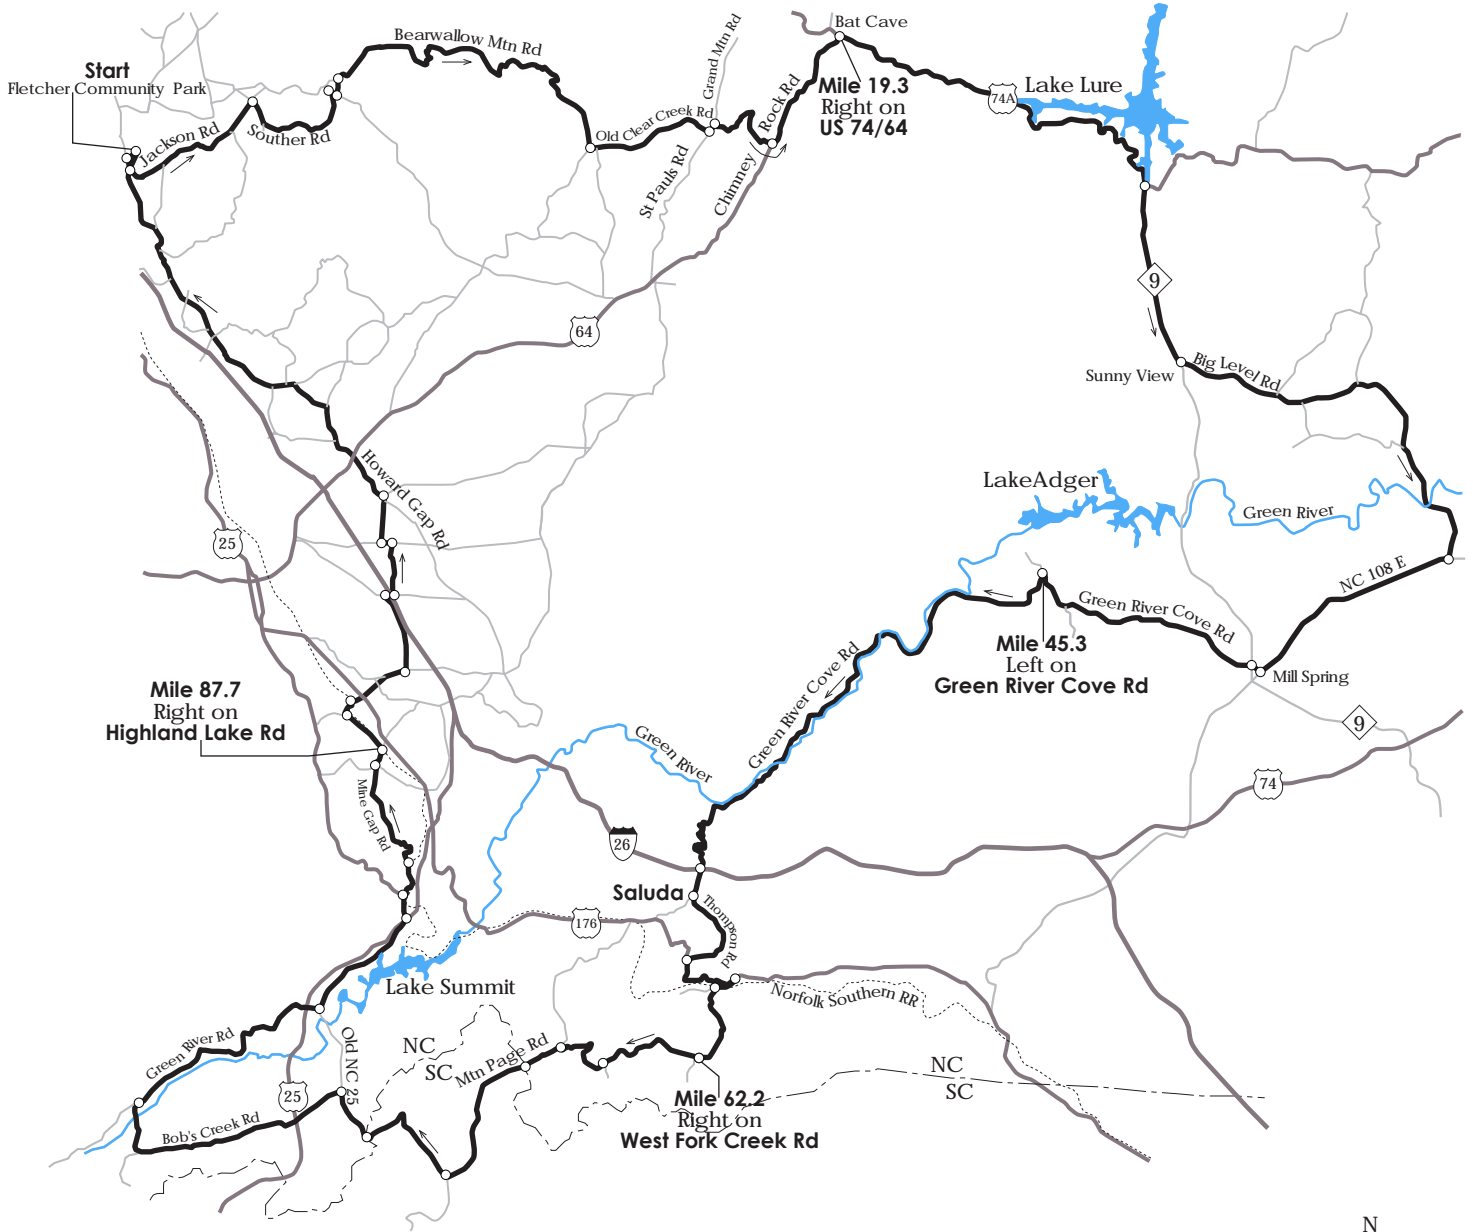 Bat Cave
Bearwallow Mtn Rd
Grand Mtn Rd
Start
Fletcher Community Park
Mile 19.3
Right on
US 74/64
74A
Lake Lure
Jackson Rd
Souther Rd
Old Clear Creek Rd
Rock Rd
Chimney
St Pauls Rd
9
64
Sunny View
Big Level Rd
Howard Gap Rd
LakeAdger
Green River
25
NC 108 E
Green River Cove Rd
Mile 45.3
Left on
Green River Cove Rd
Mill Spring
Green River Cove Rd
Mile 87.7
Right on
Highland Lake Rd
9
Green River
74
Mine Gap Rd
26
Saluda
Thompson Rd
176
Lake Summit
Norfolk Southern RR
Green River Rd
Old NC 25
NC
SC
Mtn Page Rd
NC
SC
25
Bob's Creek Rd
Mile 62.2
Right on
West Fork Creek Rd
N